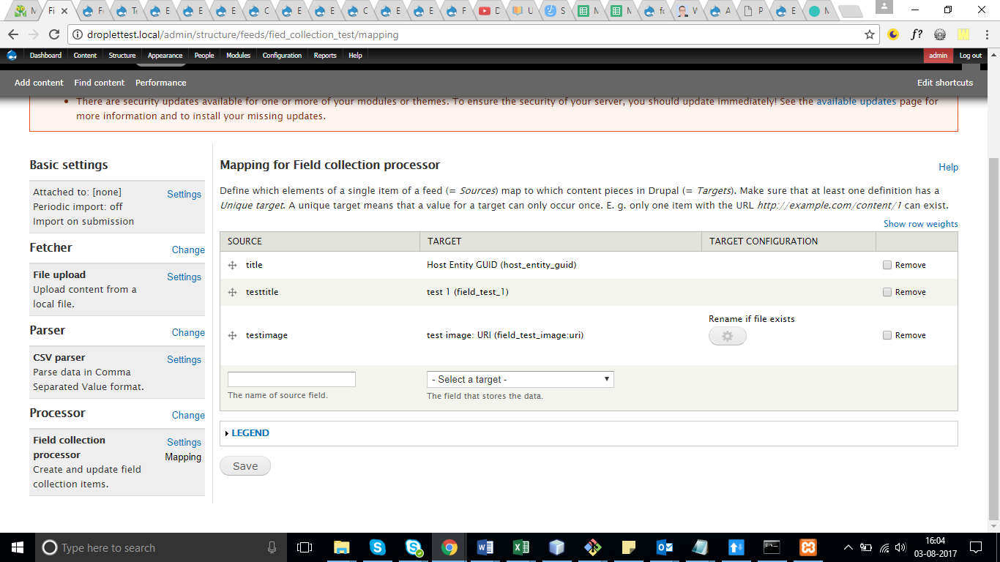 droplettest.local/admin/structure/feeds/fied_collection_test/mapping
f?
Dashboard Content Structure Appearance People Modules Configuration Reports Help admin Log out
Add content Find content Performance Edit shortcuts
There are security updates available for one or more of your modules or themes. To ensure the security of your server, you should update immediately! See the available updates page for
more information and to install your missing updates.
Basic settings
Attached to: [none] Settings
Periodic import: off
Import on submission
Fetcher Change
File upload Settings
Upload content from a
local file.
Parser Change
CSV parser Settings
Parse data in Comma
Separated Value format.
Processor Change
Field collection Settings
processor Mapping
Create and update field
collection items.
Mapping for Field collection processor
Help
Define which elements of a single item of a feed (= Sources) map to which content pieces in Drupal (= Targets). Make sure that at least one definition has a
Unique target. A unique target means that a value for a target can only occur once. E. g. only one item with the URL http://example.com/content/1 can exist.
Show row weights
SOURCE TARGET TARGET CONFIGURATION
title Host Entity GUID (host_entity_guid) Remove
testtitle test 1 (field_test_1) Remove
Rename if file exists
testimage test image: URI (field_test_image:uri) Remove
- Select a target -
The name of source field. The field that stores the data.
LEGEND
Save
Type here to search
16:04
03-08-2017